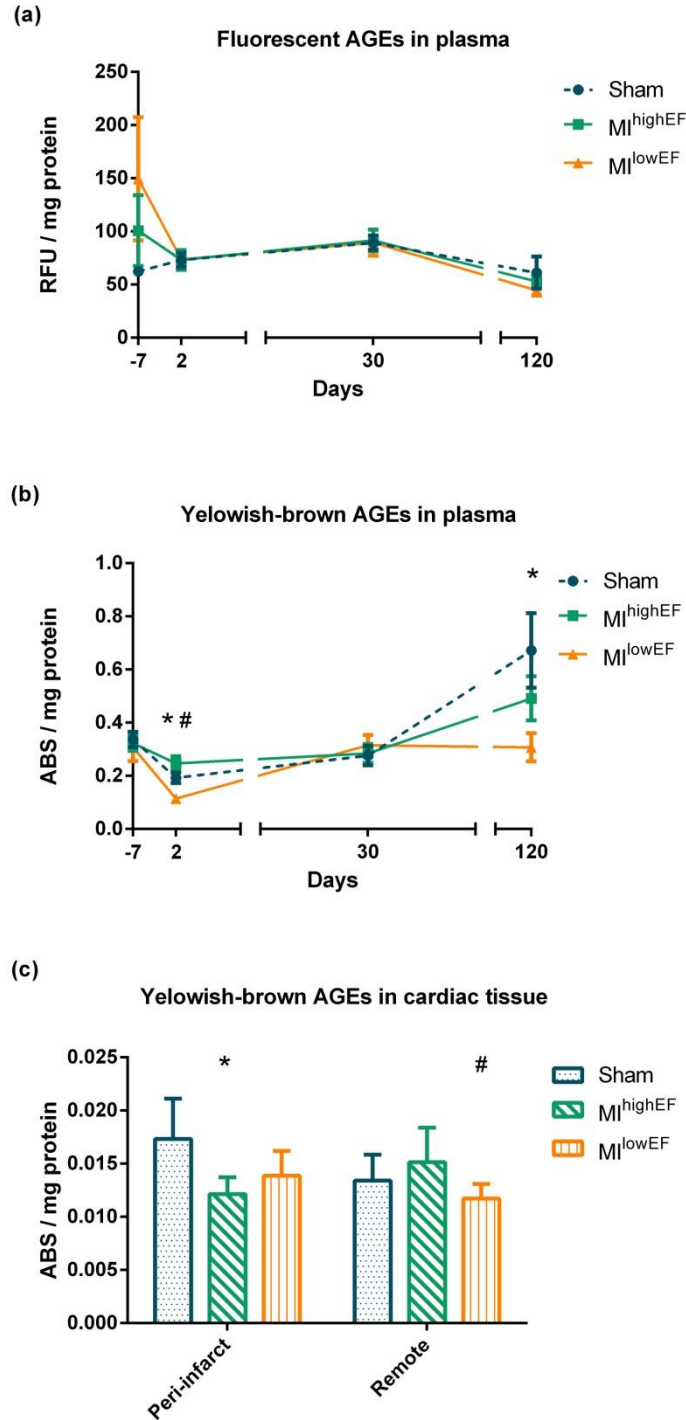 (a)
Fluorescent AGEs in plasma
250
200
150
100
50
0
RFU / mg protein
-7 2 30 120
Days
Sham
MI^highEF
MI^lowEF
(b)
Yelowish-brown AGEs in plasma
1.0
0.8
0.6
0.4
0.2
0.0
ABS / mg protein
* #
*
-7 2 30 120
Days
Sham
MI^highEF
MI^lowEF
(c)
Yelowish-brown AGEs in cardiac tissue
0.025
0.020
0.015
0.010
0.005
0.000
ABS / mg protein
*
#
Peri-infarct
Remote
Sham
MI^highEF
MI^lowEF